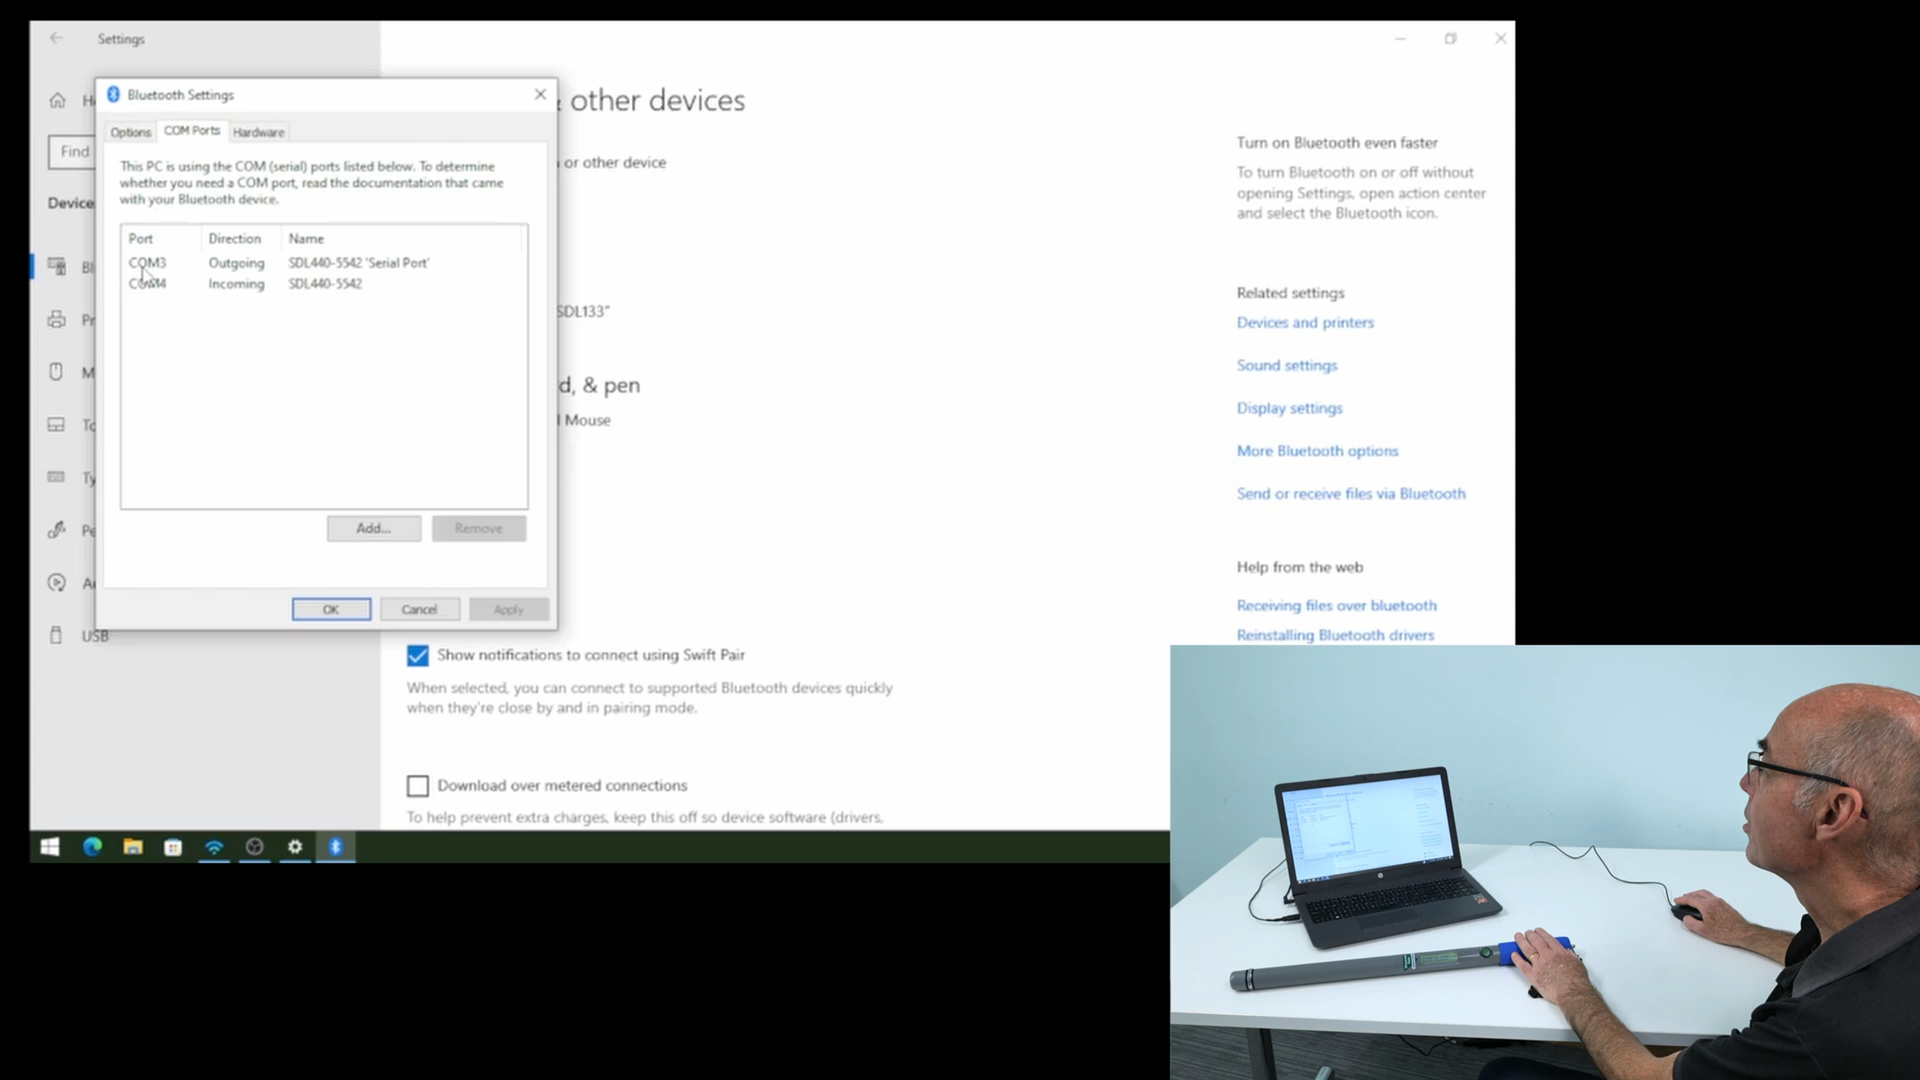 Settings
Bluetooth Settings
Options
COM Ports
Hardware
This PC is using the COM (serial) ports listed below. To determine
whether you need a COM port, read the documentation that came
with your Bluetooth device.
Port Direction Name
COM3 Outgoing SDL440-5542 'Serial Port'
COM4 Incoming SDL440-5542
Add...
Remove
OK
Cancel
Apply
H
Find
Device
Bl
Pr
M
To
Ty
Pe
Au
USB
& other devices
or other device
SDL133"
d, & pen
l Mouse
Show notifications to connect using Swift Pair
When selected, you can connect to supported Bluetooth devices quickly
when they're close by and in pairing mode.
Download over metered connections
To help prevent extra charges, keep this off so device software (drivers,
Turn on Bluetooth even faster
To turn Bluetooth on or off without
opening Settings, open action center
and select the Bluetooth icon.
Related settings
Devices and printers
Sound settings
Display settings
More Bluetooth options
Send or receive files via Bluetooth
Help from the web
Receiving files over bluetooth
Reinstalling Bluetooth drivers